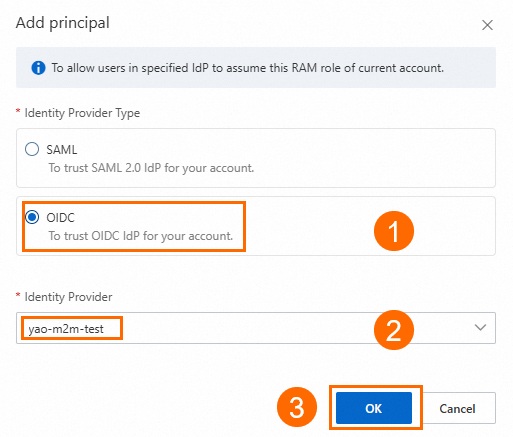 Add principal
To allow users in specified IdP to assume this RAM role of current account.
* Identity Provider Type
SAML
To trust SAML 2.0 IdP for your account.
OIDC
To trust OIDC IdP for your account.
1
* Identity Provider
yao-m2m-test
2
3
OK
Cancel